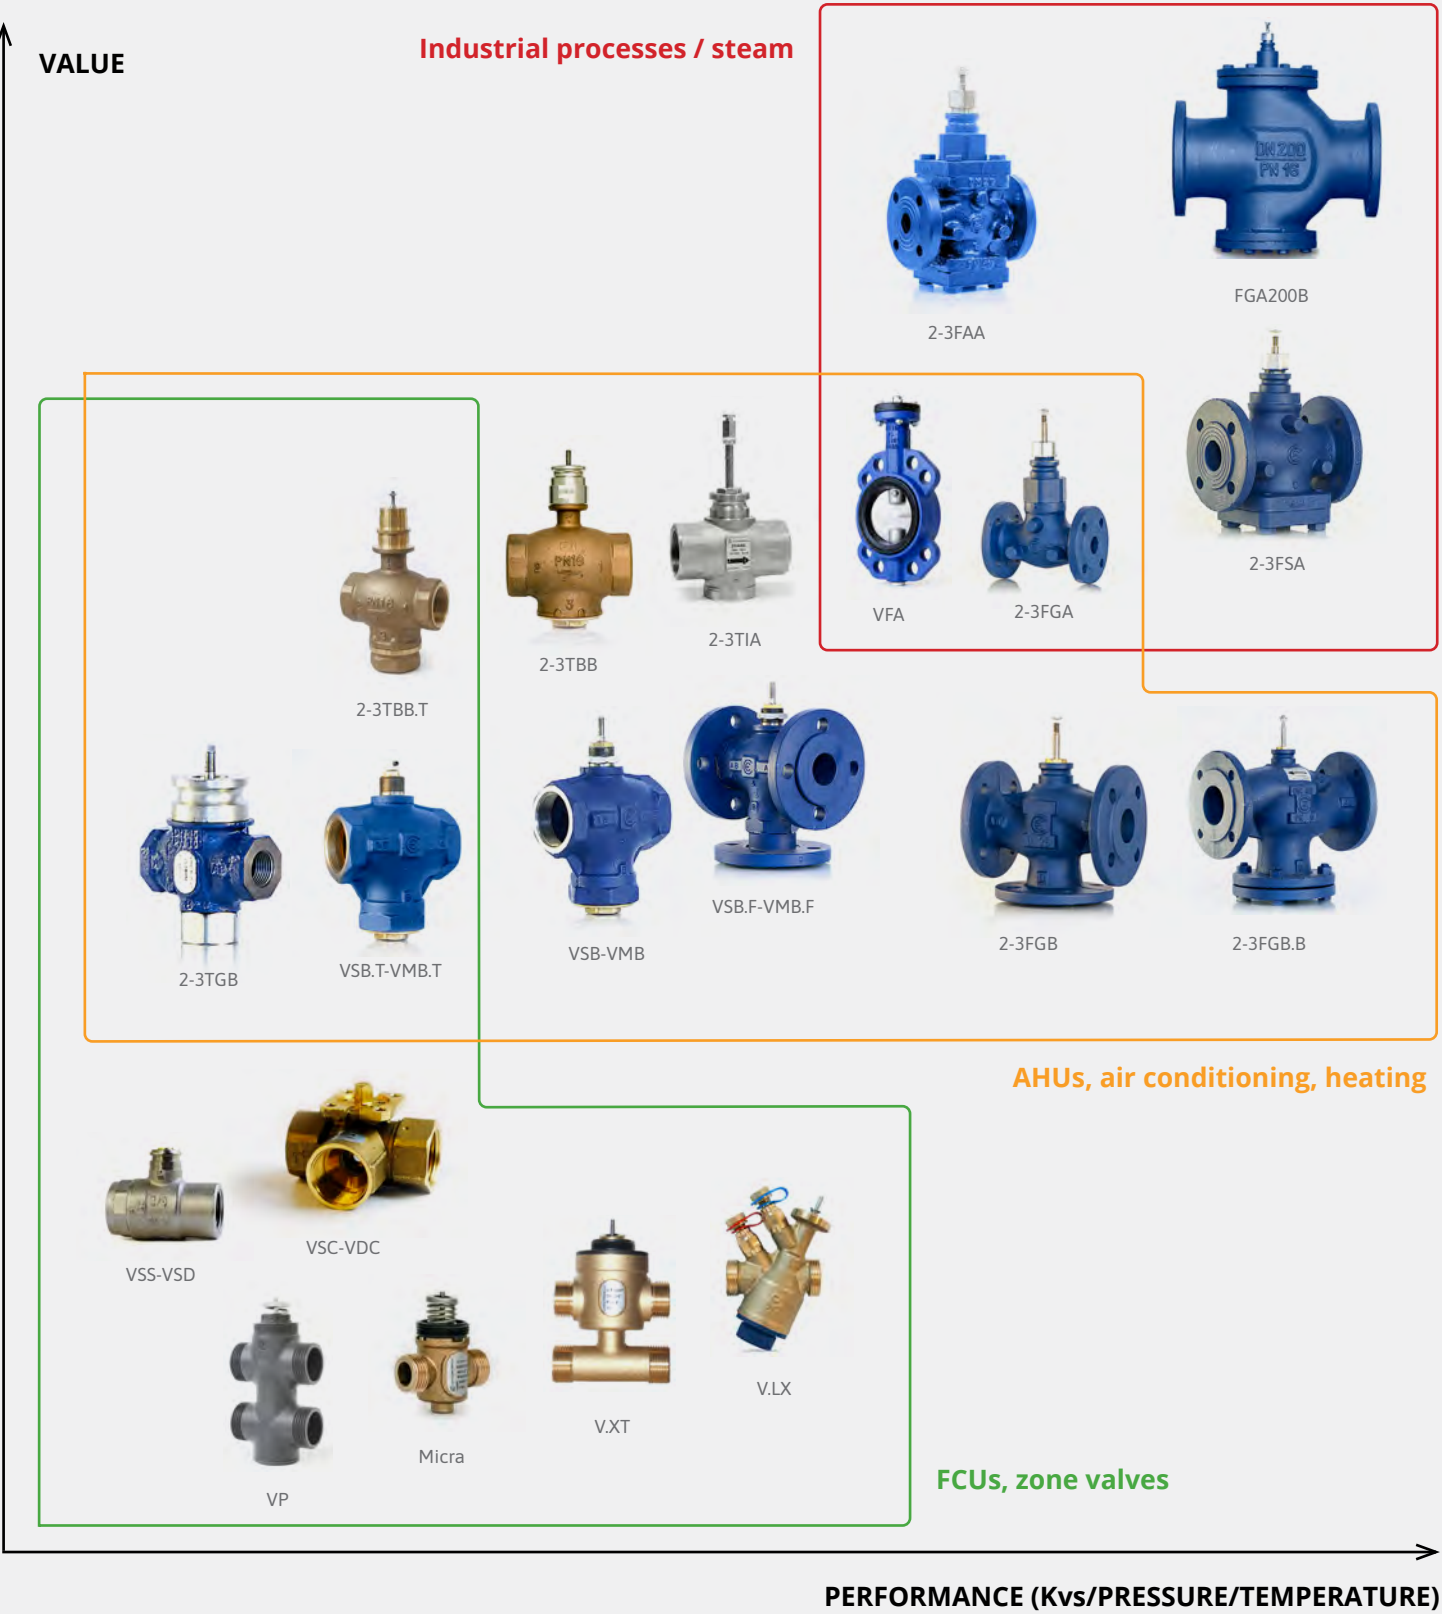 VALUE
Industrial processes / steam
DN 200
PN 16
FGA200B
2-3FAA
2-3FSA
VFA
2-3FGA
PN16
2-3TBB
2-3TIA
2-3TBB.T
2-3TGB
VSB.T-VMB.T
VSB-VMB
VSB.F-VMB.F
2-3FGB
2-3FGB.B
AHUs, air conditioning, heating
VSS-VSD
VSC-VDC
VP
Micra
V.XT
V.LX
FCUs, zone valves
PERFORMANCE (Kvs/PRESSURE/TEMPERATURE)